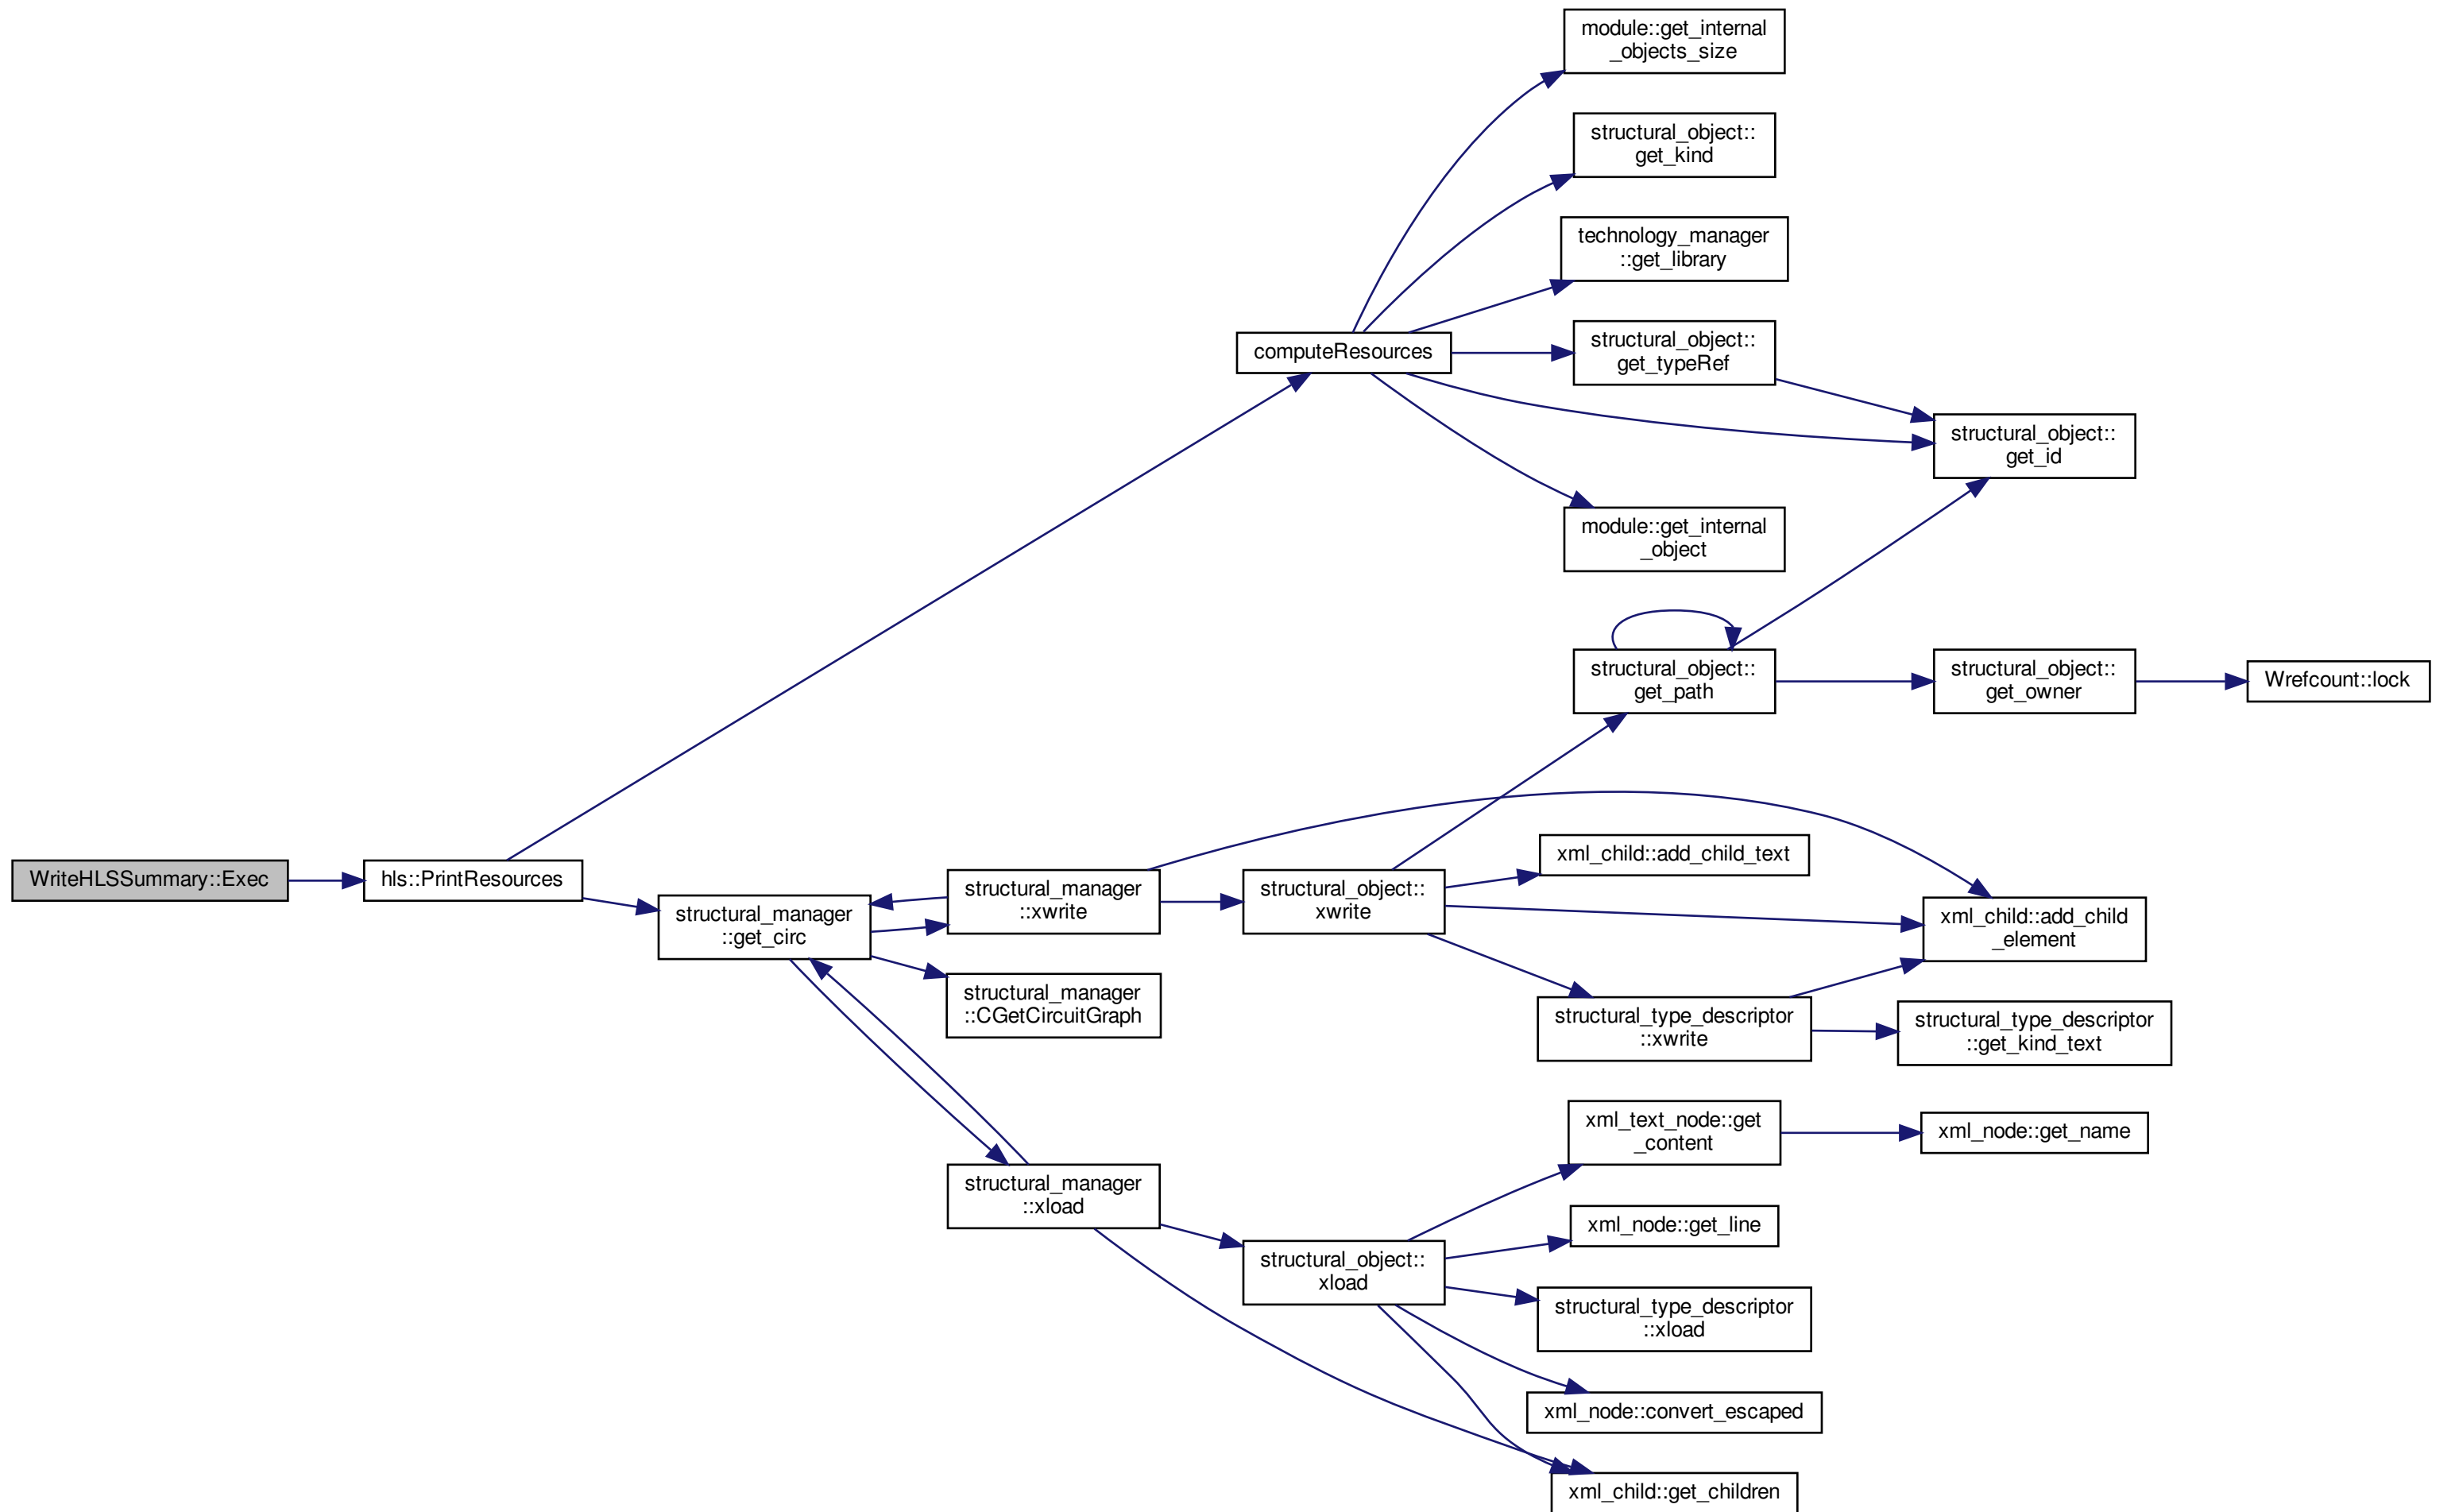 module::get_internal
_objects_size
structural_object::
get_kind
technology_manager
::get_library
computeResources
structural_object::
get_typeRef
structural_object::
get_id
module::get_internal
_object
structural_object::
get_path
structural_object::
get_owner
Wrefcount::lock
WriteHLSSummary::Exec
hls::PrintResources
structural_manager
::get_circ
structural_manager
::xwrite
structural_object::
xwrite
xml_child::add_child_text
xml_child::add_child
_element
structural_manager
::CGetCircuitGraph
structural_type_descriptor
::xwrite
structural_type_descriptor
::get_kind_text
xml_text_node::get
_content
xml_node::get_name
structural_manager
::xload
xml_node::get_line
structural_object::
xload
structural_type_descriptor
::xload
xml_node::convert_escaped
xml_child::get_children